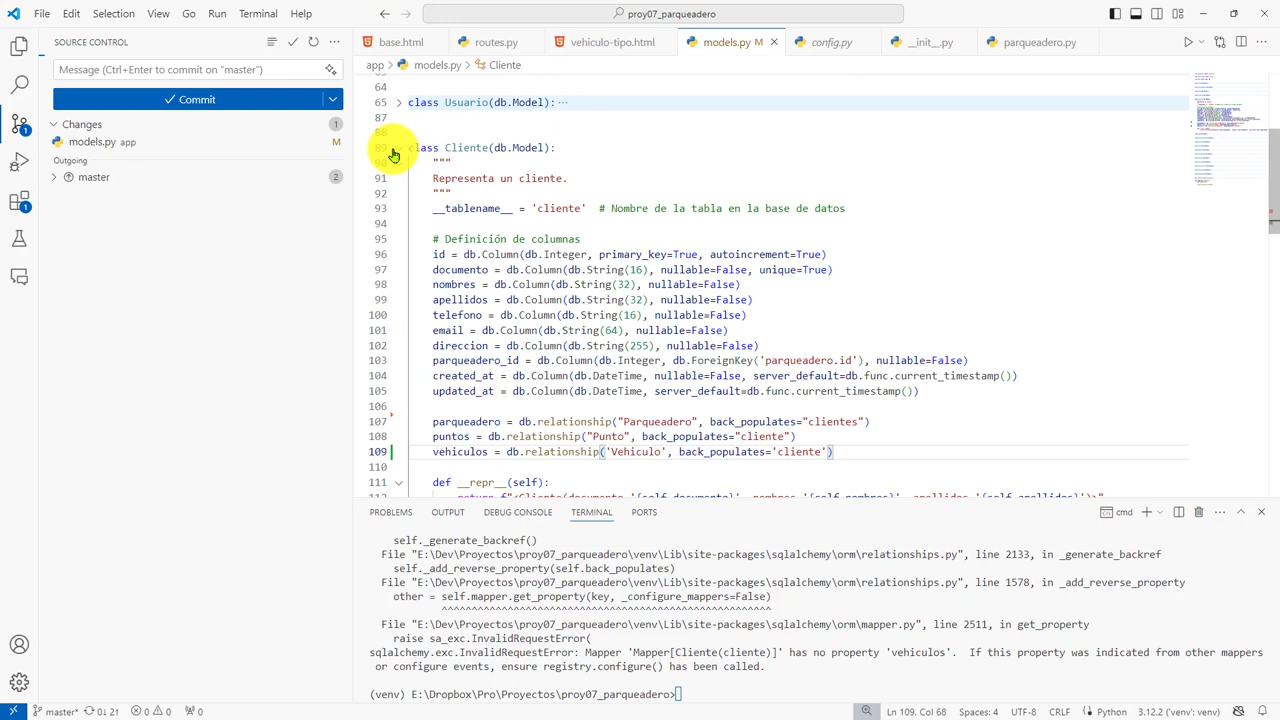 File Edit Selection View Go Run Terminal Help
proy07_parqueadero
SOURCE CONTROL
base.html
routes.py
vehiculo-tipo.html
models.py M
config.py
__init__.py
parqueadero.py
Message (Ctrl+Enter to commit on "master")
app > models.py >
Commit
Changes
models.py app
Outgoing
master
64
65 class Usuario(db.Model): ···
87
88
89
90 """
91 Representa un cliente.
92 """
93 __tablename__ = 'cliente' # Nombre de la tabla en la base de datos
94
95 # Definición de columnas
96 id = db.Column(db.Integer, primary_key=True, autoincrement=True)
97 documento = db.Column(db.String(16), nullable=False, unique=True)
98 nombres = db.Column(db.String(32), nullable=False)
99 apellidos = db.Column(db.String(32), nullable=False)
100 telefono = db.Column(db.String(16), nullable=False)
101 email = db.Column(db.String(64), nullable=False)
102 direccion = db.Column(db.String(255), nullable=False)
103 parqueadero_id = db.Column(db.Integer, db.ForeignKey('parqueadero.id'), nullable=False)
104 created_at = db.Column(db.DateTime, nullable=False, server_default=db.func.current_timestamp())
105 updated_at = db.Column(db.DateTime, server_default=db.func.current_timestamp())
106
107 parqueadero = db.relationship("Parqueadero", back_populates="clientes")
108 puntos = db.relationship("Punto", back_populates="cliente")
109 vehiculos = db.relationship('Vehiculo', back_populates='cliente')
110
111 def __repr__(self):
112 return f"<Cliente(documento='{self.documento}', nombres='{self.nombres}', apellidos='{self.apellidos}')>"
PROBLEMS OUTPUT DEBUG CONSOLE TERMINAL PORTS
cmd
self._generate_backref()
File "E:\Dev\Proyectos\proy07_parqueadero\venv\Lib\site-packages\sqlalchemy\orm\relationships.py", line 2133, in _generate_backref
self._add_reverse_property(self.back_populates)
File "E:\Dev\Proyectos\proy07_parqueadero\venv\Lib\site-packages\sqlalchemy\orm\relationships.py", line 1578, in _add_reverse_property
other = self.mapper.get_property(key, _configure_mappers=False)
^^^^^^^^^^^^^^^^^^^^^^^^^^^^^^^^^^^^^^^^^^^^^^^^^^^^^^^
File "E:\Dev\Proyectos\proy07_parqueadero\venv\Lib\site-packages\sqlalchemy\orm\mapper.py", line 2511, in get_property
raise sa_exc.InvalidRequestError(
sqlalchemy.exc.InvalidRequestError: Mapper 'Mapper[Cliente(cliente)]' has no property 'vehiculos'. If this property was indicated from other mappers
or configure events, ensure registry.configure() has been called.
(venv) E:\Dropbox\Pro\Proyectos\proy07_parqueadero>
master* 0↓ 2↑ 0 0 0
Ln 109, Col 68 Spaces: 4 UTF-8 CRLF Python 3.12.2 ('venv': venv)